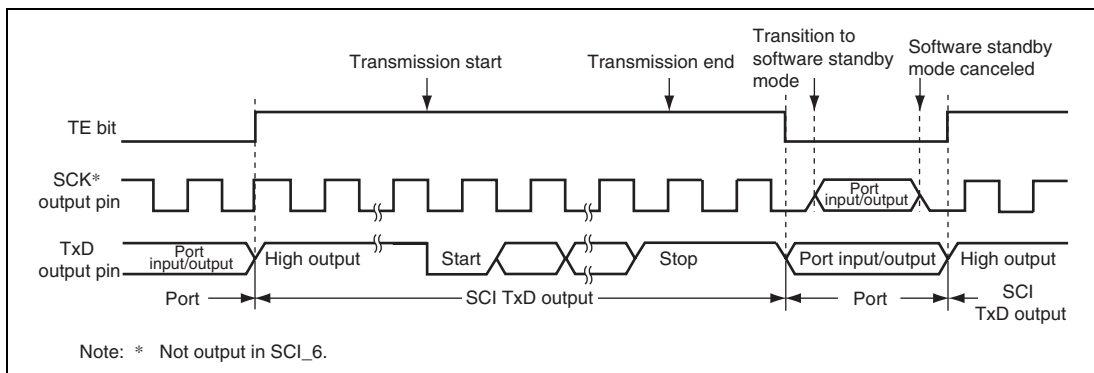 Transition to
software standby
mode
Software standby
mode canceled
Transmission start
Transmission end
TE bit
SCK*
output pin
Port
input/output
TxD
output pin
Port
input/output
High output
Start
Stop
Port input/output
High output
Port
SCI TxD output
Port
SCI
TxD output
Note: * Not output in SCI_6.